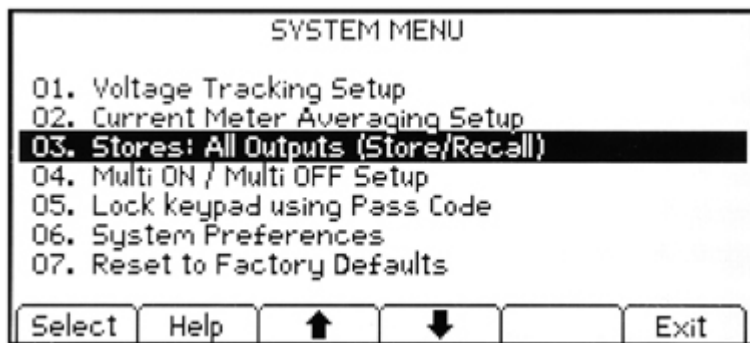 SYSTEM MENU
01. Voltage Tracking Setup
02. Current Meter Averaging Setup
03. Stores: All Outputs (Store/Recall)
04. Multi ON / Multi OFF Setup
05. Lock keypad using Pass Code
06. System Preferences
07. Reset to Factory Defaults
Select Help ↑ ↓ Exit